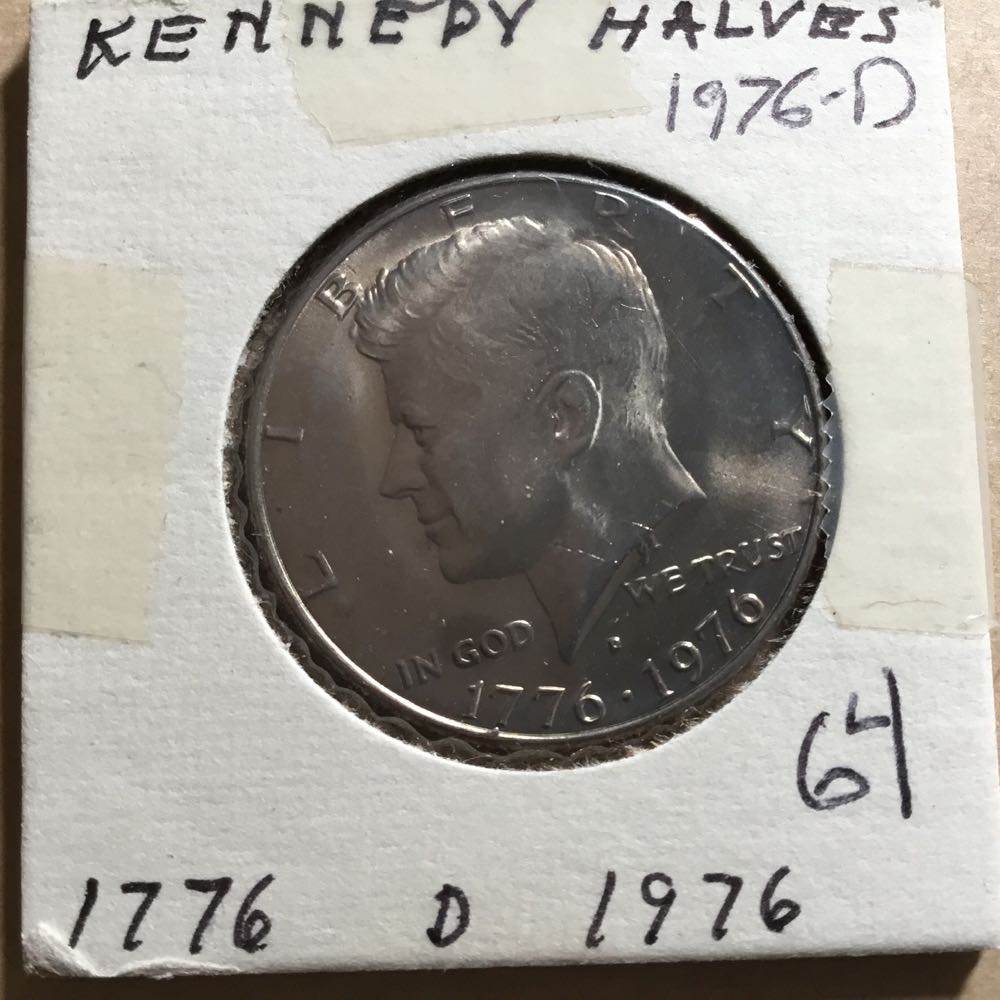 KENNEDY HALVES
1976-D
LIBERTY
IN GOD WE TRUST
D
1776 · 1976
64
1776 D 1976